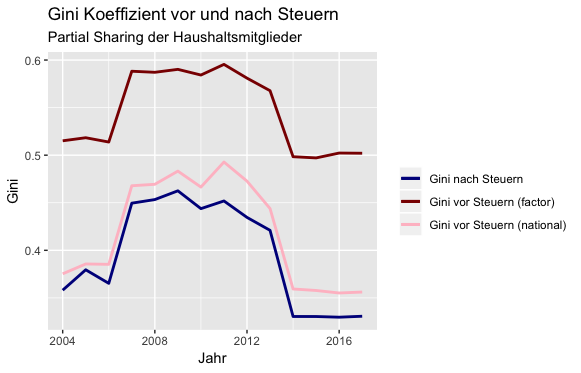 Gini Koeffizient vor und nach Steuern
Partial Sharing der Haushaltsmitglieder
0.6
0.5
0.4
Gini
2004
2008
2012
2016
Jahr
Gini nach Steuern
Gini vor Steuern (factor)
Gini vor Steuern (national)